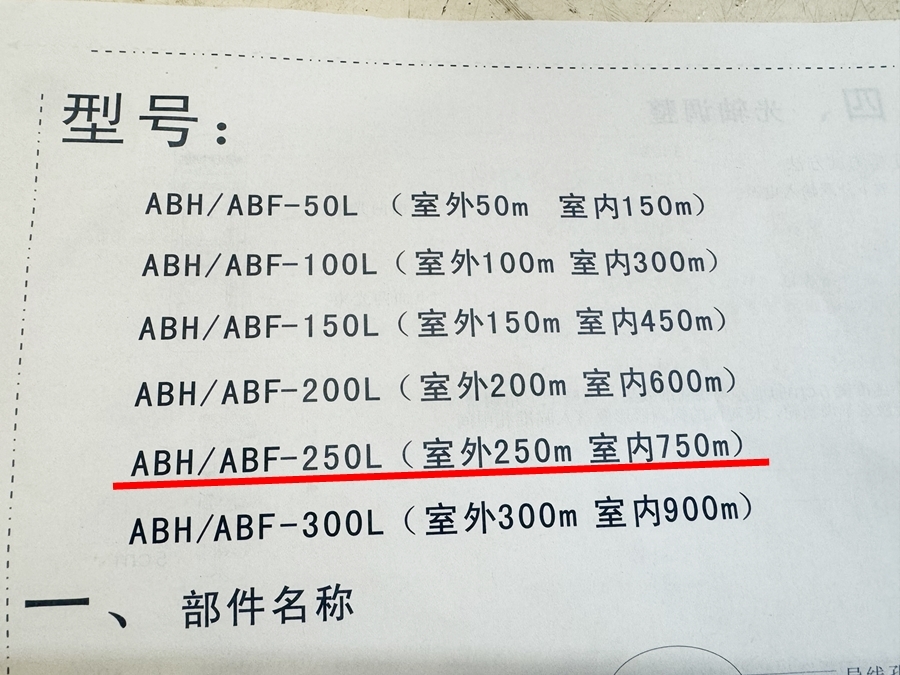 型号：
ABH/ABF-50L（室外50m 室内150m）
ABH/ABF-100L（室外100m 室内300m）
ABH/ABF-150L（室外150m 室内450m）
ABH/ABF-200L（室外200m 室内600m）
ABH/ABF-250L（室外250m 室内750m）
ABH/ABF-300L（室外300m 室内900m）
一、部件名称